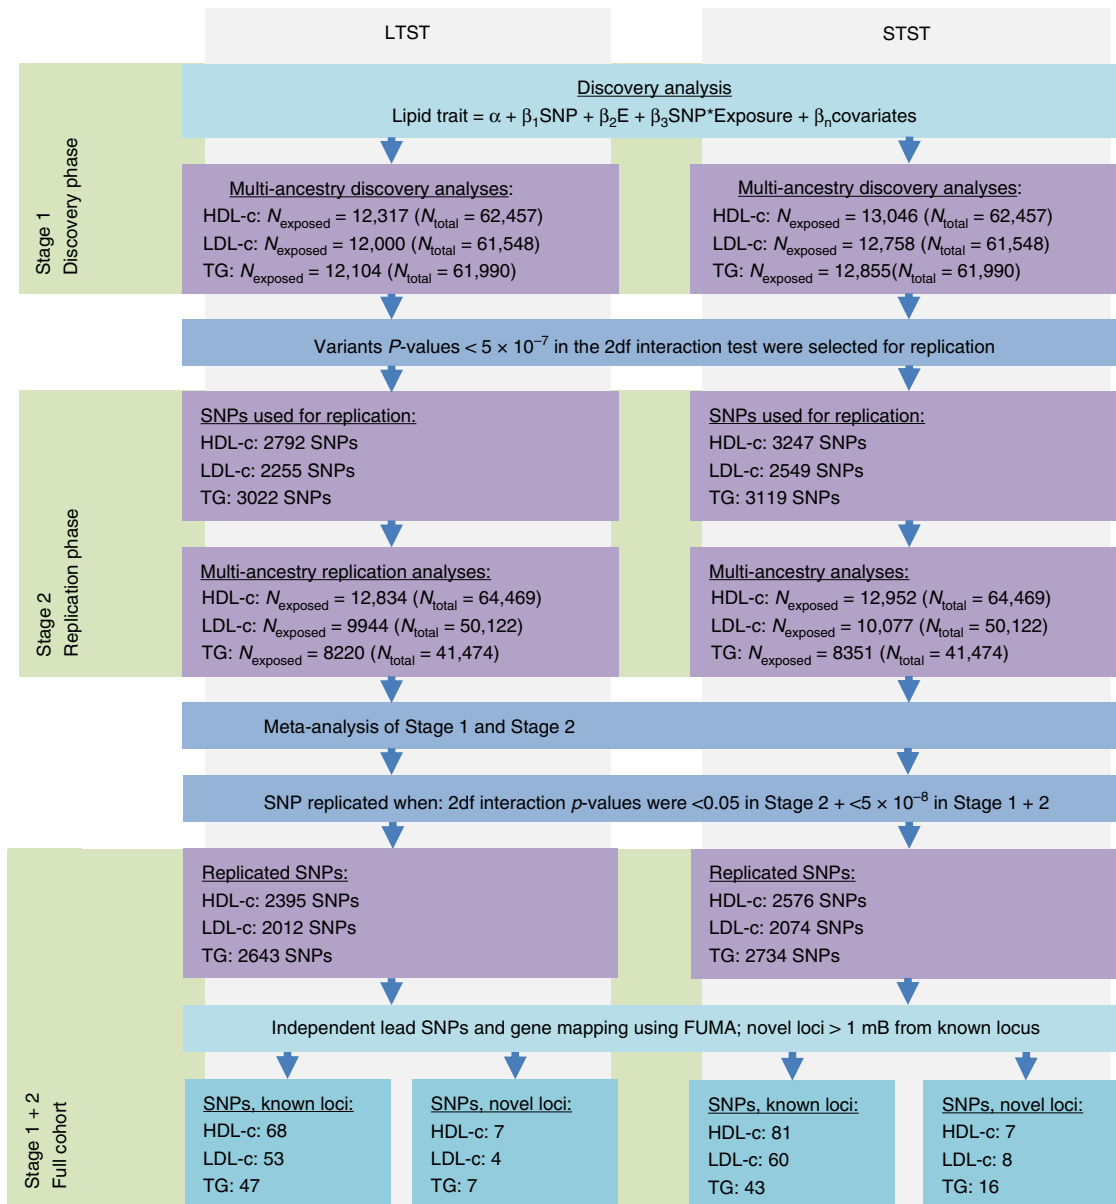 LTST
STST
Stage 1
Discovery phase
Discovery analysis
Lipid trait = α + β1SNP + β2E + β3SNP*Exposure + βncovariates
Multi-ancestry discovery analyses:
HDL-c: Nexposed = 12,317 (Ntotal = 62,457)
LDL-c: Nexposed = 12,000 (Ntotal = 61,548)
TG: Nexposed = 12,104 (Ntotal = 61,990)
Multi-ancestry discovery analyses:
HDL-c: Nexposed = 13,046 (Ntotal = 62,457)
LDL-c: Nexposed = 12,758 (Ntotal = 61,548)
TG: Nexposed = 12,855(Ntotal = 61,990)
Variants P-values < 5 × 10⁻⁷ in the 2df interaction test were selected for replication
Stage 2
Replication phase
SNPs used for replication:
HDL-c: 2792 SNPs
LDL-c: 2255 SNPs
TG: 3022 SNPs
SNPs used for replication:
HDL-c: 3247 SNPs
LDL-c: 2549 SNPs
TG: 3119 SNPs
Multi-ancestry replication analyses:
HDL-c: Nexposed = 12,834 (Ntotal = 64,469)
LDL-c: Nexposed = 9944 (Ntotal = 50,122)
TG: Nexposed = 8220 (Ntotal = 41,474)
Multi-ancestry analyses:
HDL-c: Nexposed = 12,952 (Ntotal = 64,469)
LDL-c: Nexposed = 10,077 (Ntotal = 50,122)
TG: Nexposed = 8351 (Ntotal = 41,474)
Meta-analysis of Stage 1 and Stage 2
SNP replicated when: 2df interaction p-values were <0.05 in Stage 2 + <5 × 10⁻⁸ in Stage 1 + 2
Stage 1 + 2
Full cohort
Replicated SNPs:
HDL-c: 2395 SNPs
LDL-c: 2012 SNPs
TG: 2643 SNPs
Replicated SNPs:
HDL-c: 2576 SNPs
LDL-c: 2074 SNPs
TG: 2734 SNPs
Independent lead SNPs and gene mapping using FUMA; novel loci > 1 mB from known locus
SNPs, known loci:
HDL-c: 68
LDL-c: 53
TG: 47
SNPs, novel loci:
HDL-c: 7
LDL-c: 4
TG: 7
SNPs, known loci:
HDL-c: 81
LDL-c: 60
TG: 43
SNPs, novel loci:
HDL-c: 7
LDL-c: 8
TG: 16